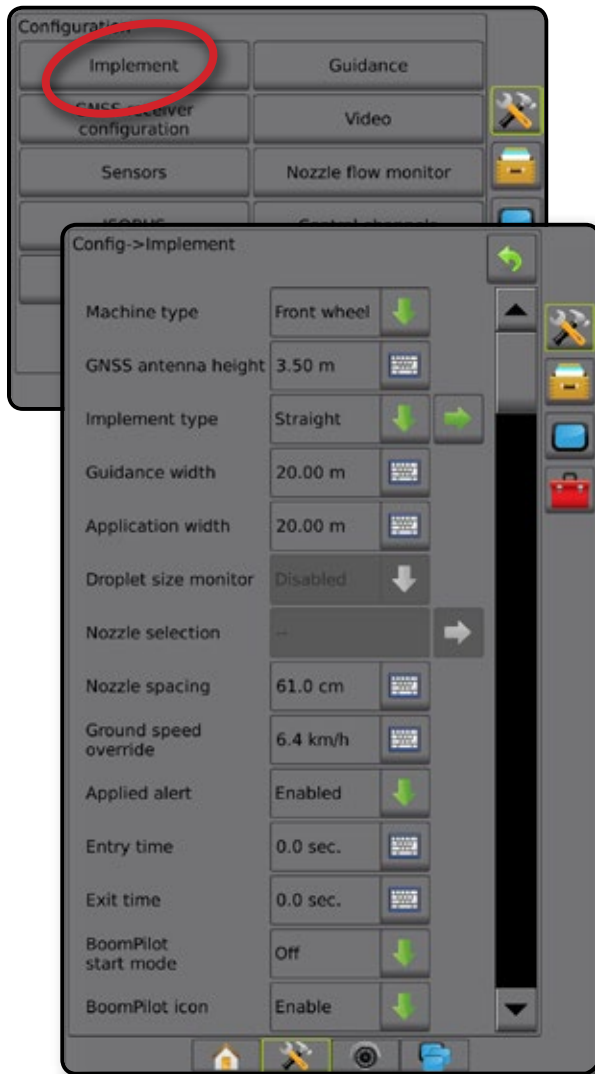 Configuration
Implement
Guidance
GNSS receiver
configuration
Video
Sensors
Nozzle flow monitor
Config->Implement
Machine type
Front wheel
GNSS antenna height
3.50 m
Implement type
Straight
Guidance width
20.00 m
Application width
20.00 m
Droplet size monitor
Disabled
Nozzle selection
--
Nozzle spacing
61.0 cm
Ground speed
override
6.4 km/h
Applied alert
Enabled
Entry time
0.0 sec.
Exit time
0.0 sec.
BoomPilot
start mode
Off
BoomPilot icon
Enable